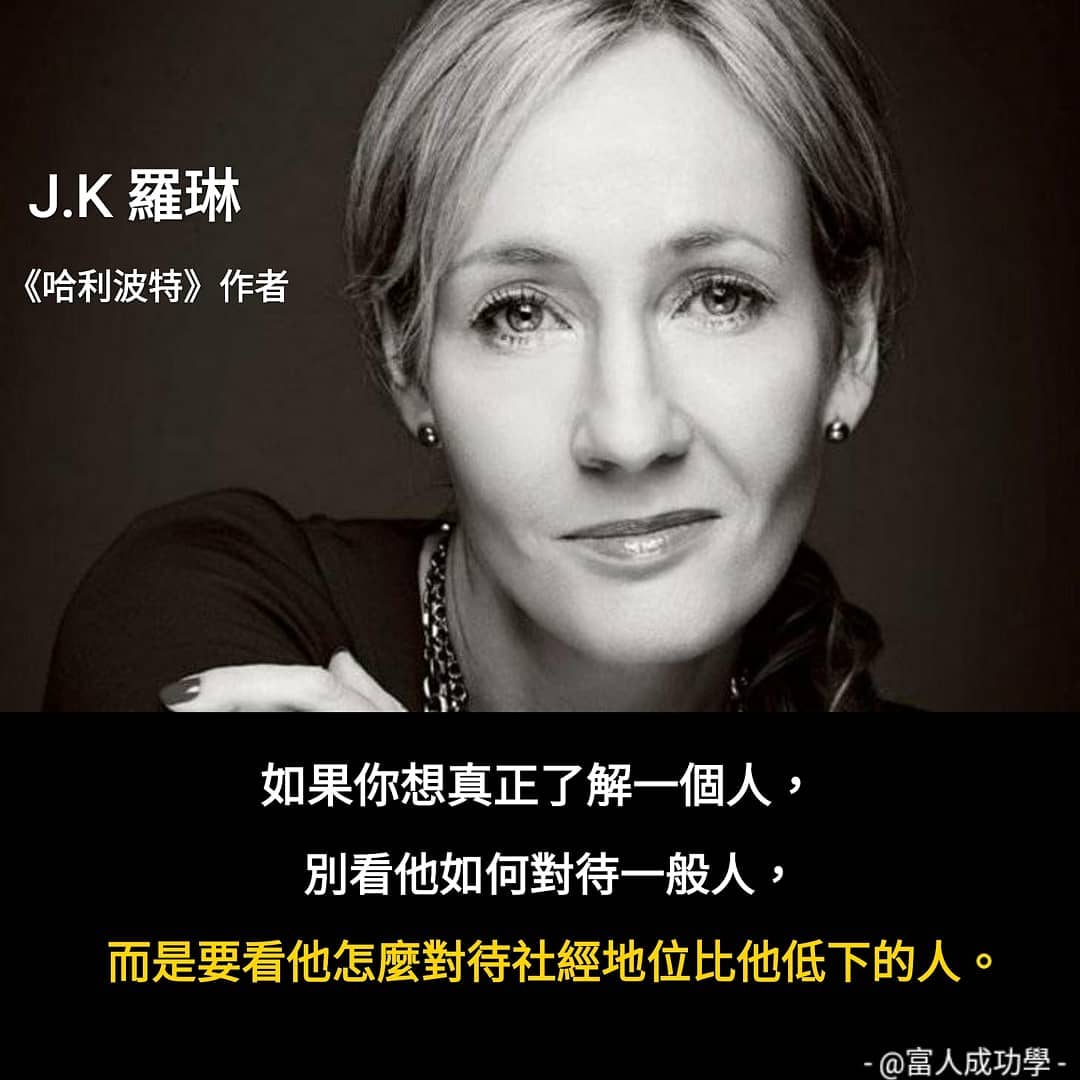 J.K 羅琳
《哈利波特》作者
如果你想真正了解一個人，
別看他如何對待一般人，
而是要看他怎麼對待社經地位比他低下的人。
- @富人成功學 -